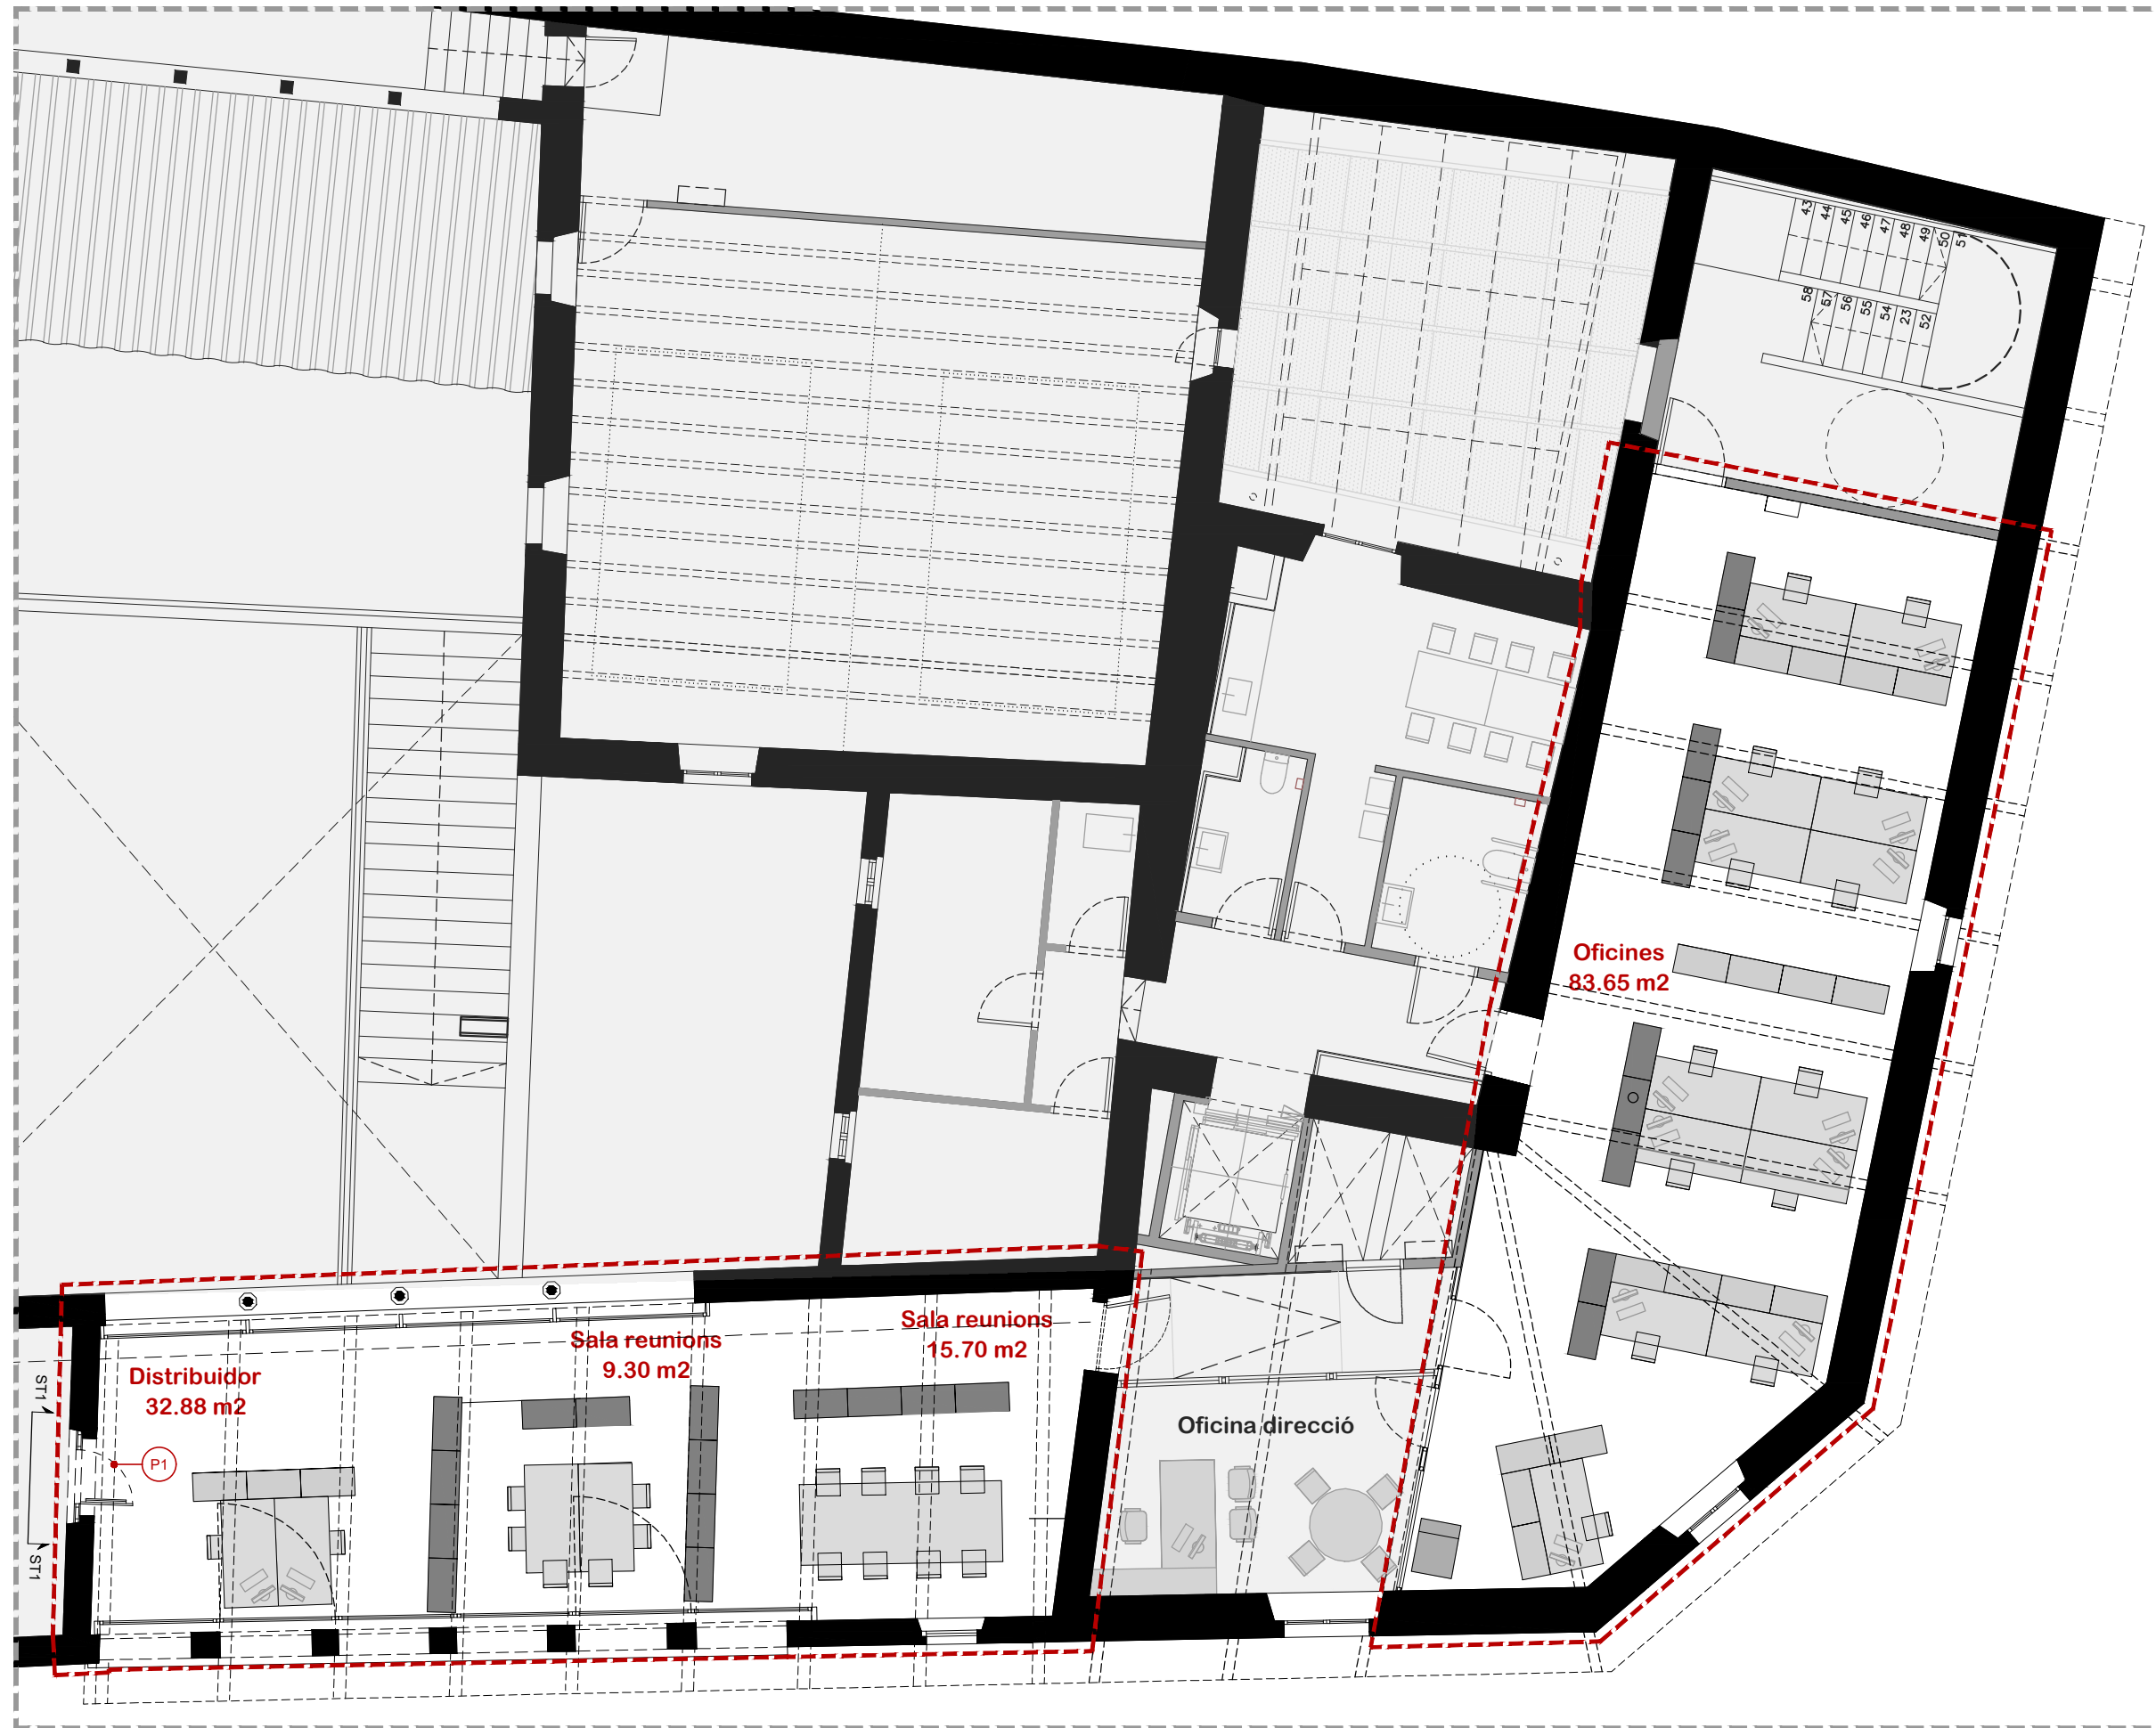 43
44
45
46
47
48
49
50
51
58
57
56
55
54
23
52
Oficines
83.65 m2
Sala reunions
15.70 m2
Sala reunions
9.30 m2
Distribuidor
32.88 m2
ST1
P1
Oficina direcció
ST1